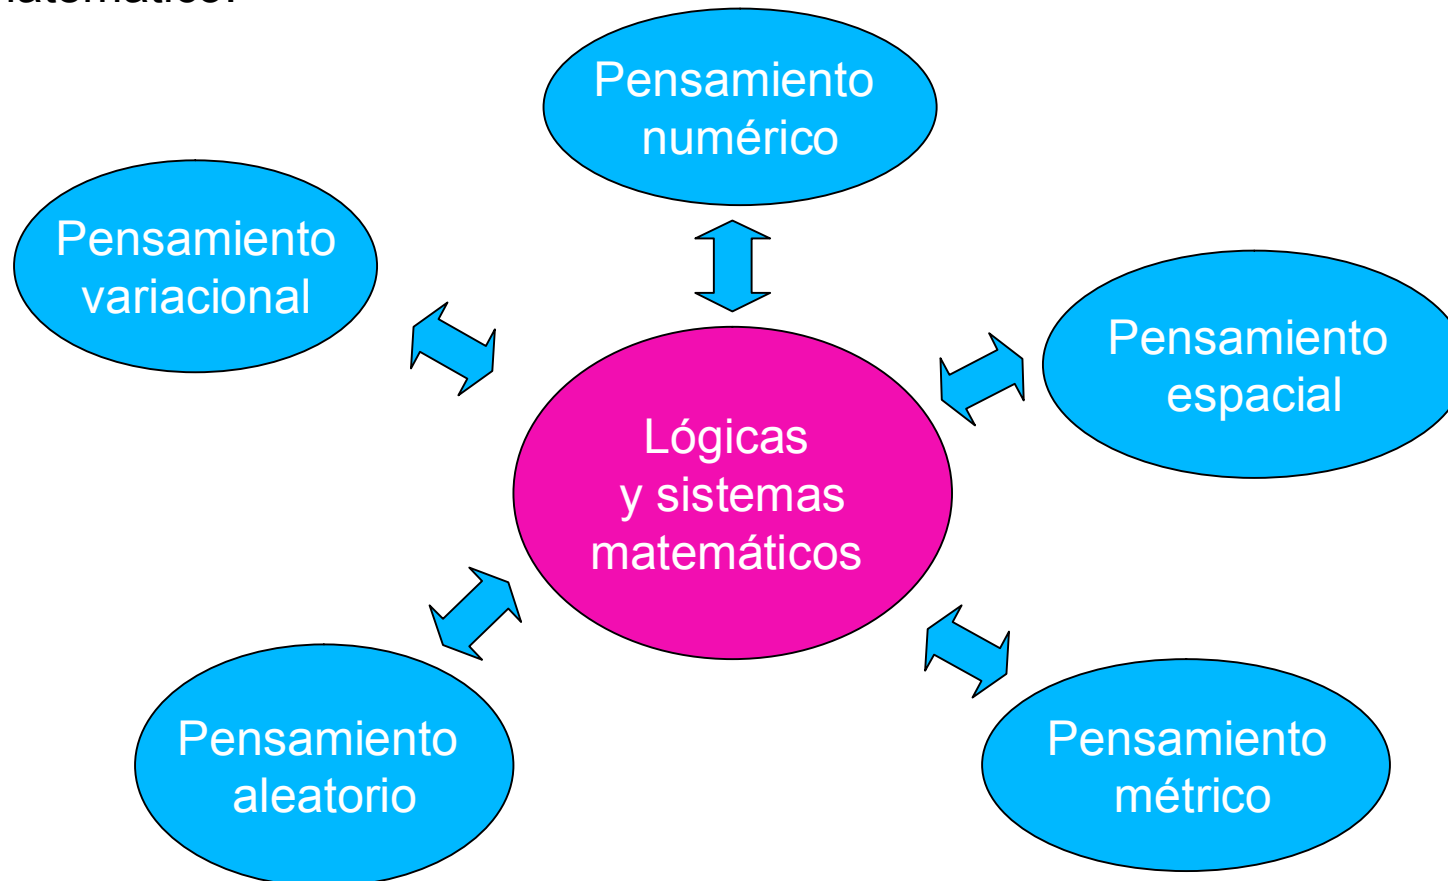 Pensamiento
numérico
Pensamiento
variacional
Pensamiento
espacial
Lógicas
y sistemas
matemáticos
Pensamiento
aleatorio
Pensamiento
métrico